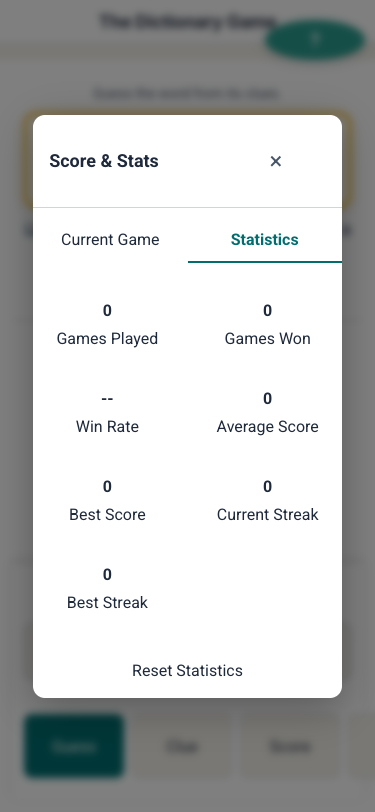 The Dictionary Game
?
Guess the word from its clues.
Score & Stats
×
Current Game
Statistics
0
Games Played
0
Games Won
--
Win Rate
0
Average Score
0
Best Score
0
Current Streak
0
Best Streak
Reset Statistics
Guess
Clue
Score